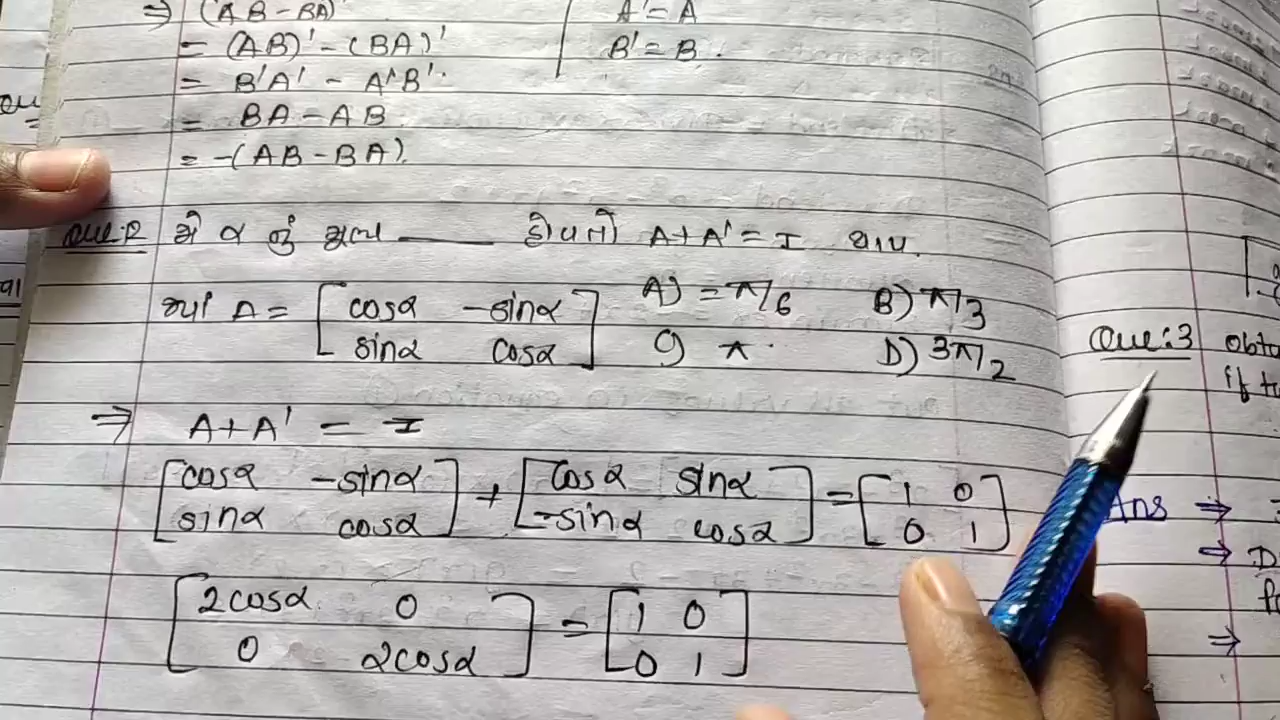 ⇒ (AB-BA)'
= (AB)' - (BA)'
= B'A' - A'B'.
= BA - AB.
= -(AB - BA).
A' = A
B' = B.
Que:2 જો α નું મૂલ્ય ____ હોય તો A+A' = I થાય.
જ્યાં A = [ cosα -sinα
sinα cosα ]
A) = π/6 B) π/3
C) π. D) 3π/2
⇒ A+A' = I
[ cosα -sinα ] + [ cosα sinα ] = [ 1 0 ]
[ sinα cosα ] [ -sinα cosα ] [ 0 1 ]
[ 2cosα. 0 ] = [ 1 0 ]
[ 0 2cosα ] [ 0 1 ]
Que:3
if
Ans ⇒
⇒
⇒